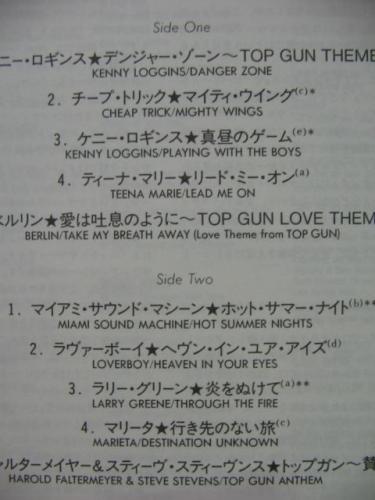 Side One
ニー・ロギンス★デンジャー・ゾーン〜TOP GUN THEME
KENNY LOGGINS/DANGER ZONE
2. チープ・トリック★マイティ・ウイング(c)*
CHEAP TRICK/MIGHTY WINGS
3. ケニー・ロギンス★真昼のゲーム(e)*
KENNY LOGGINS/PLAYING WITH THE BOYS
4. ティーナ・マリー★リード・ミー・オン(a)
TEENA MARIE/LEAD ME ON
ベルリン★愛は吐息のように〜TOP GUN LOVE THEM
BERLIN/TAKE MY BREATH AWAY (Love Theme from TOP GUN)
Side Two
1. マイアミ・サウンド・マシーン★ホット・サマー・ナイト(b)**
MIAMI SOUND MACHINE/HOT SUMMER NIGHTS
2. ラヴァーボーイ★ヘヴン・イン・ユア・アイズ(d)
LOVERBOY/HEAVEN IN YOUR EYES
3. ラリー・グリーン★炎をぬけて(a)**
LARRY GREENE/THROUGH THE FIRE
4. マリータ★行き先のない旅(c)
MARIETA/DESTINATION UNKNOWN
ァルターメイヤー&スティーヴ・スティーヴンス★トップガン〜賛
HAROLD FALTERMEYER & STEVE STEVENS/TOP GUN ANTHEM